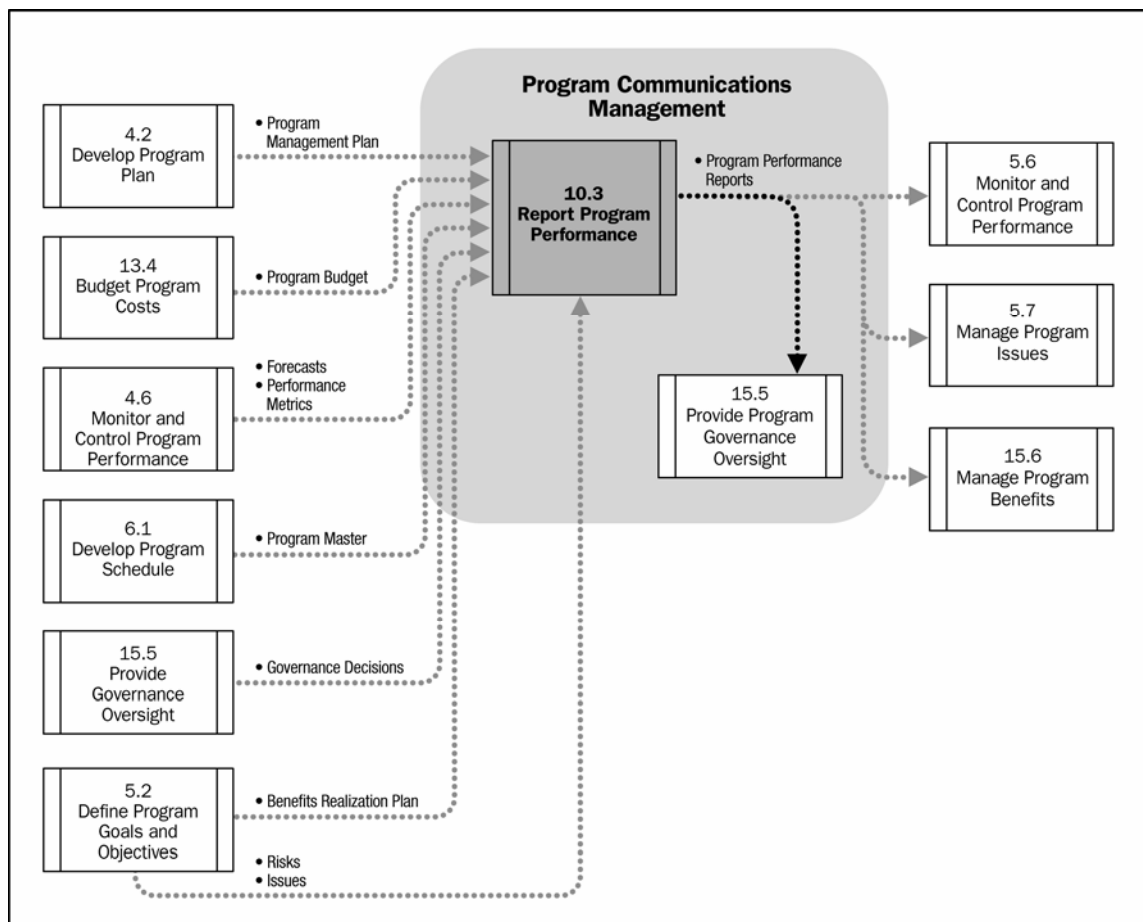 Program Communications
Management
4.2
Develop Program
Plan
• Program
Management Plan
13.4
Budget Program
Costs
• Program Budget
4.6
Monitor and
Control Program
Performance
• Forecasts
• Performance
Metrics
6.1
Develop Program
Schedule
• Program Master
15.5
Provide
Governance
Oversight
• Governance Decisions
5.2
Define Program
Goals and
Objectives
• Benefits Realization Plan
• Risks
• Issues
10.3
Report Program
Performance
• Program Performance
Reports
15.5
Provide Program
Governance
Oversight
5.6
Monitor and
Control Program
Performance
5.7
Manage Program
Issues
15.6
Manage Program
Benefits